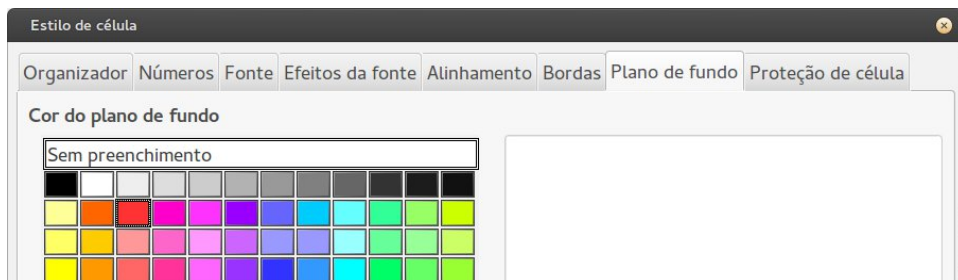 Estilo de célula
Organizador Números Fonte Efeitos da fonte Alinhamento Bordas Plano de fundo Proteção de célula
Cor do plano de fundo
Sem preenchimento